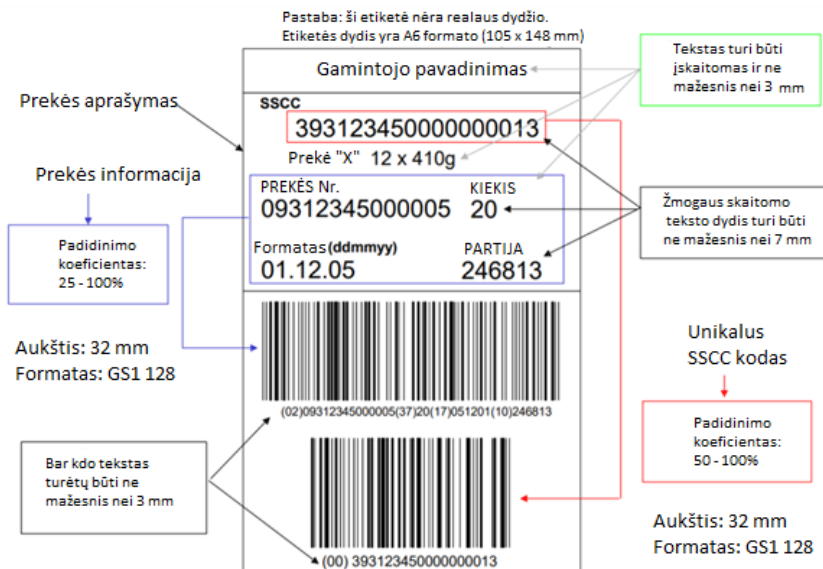 Pastaba: ši etiketė nėra realaus dydžio.
Etiketės dydis yra A6 formato (105 x 148 mm)
Gamintojo pavadinimas
Tekstas turi būti
įskaitomas ir ne
mažesnis nei 3 mm
Prekės aprašymas
SSCC
393123450000000013
Prekė "X" 12 x 410g
Prekės informacija
PREKĖS Nr.
KIEKIS
09312345000005
20
Žmogaus skaitomo
teksto dydis turi būti
ne mažesnis nei 7 mm
Padidinimo
koeficientas:
25 - 100%
Formatas (ddmmyy)
PARTIJA
01.12.05
246813
Aukštis: 32 mm
Formatas: GS1 128
Unikalus
SSCC kodas
(02)09312345000005(37)20(17)051201(10)246813
Padidinimo
koeficientas:
50 - 100%
Bar kdo tekstas
turėtų būti ne
mažesnis nei 3 mm
Aukštis: 32 mm
Formatas: GS1 128
(00) 393123450000000013